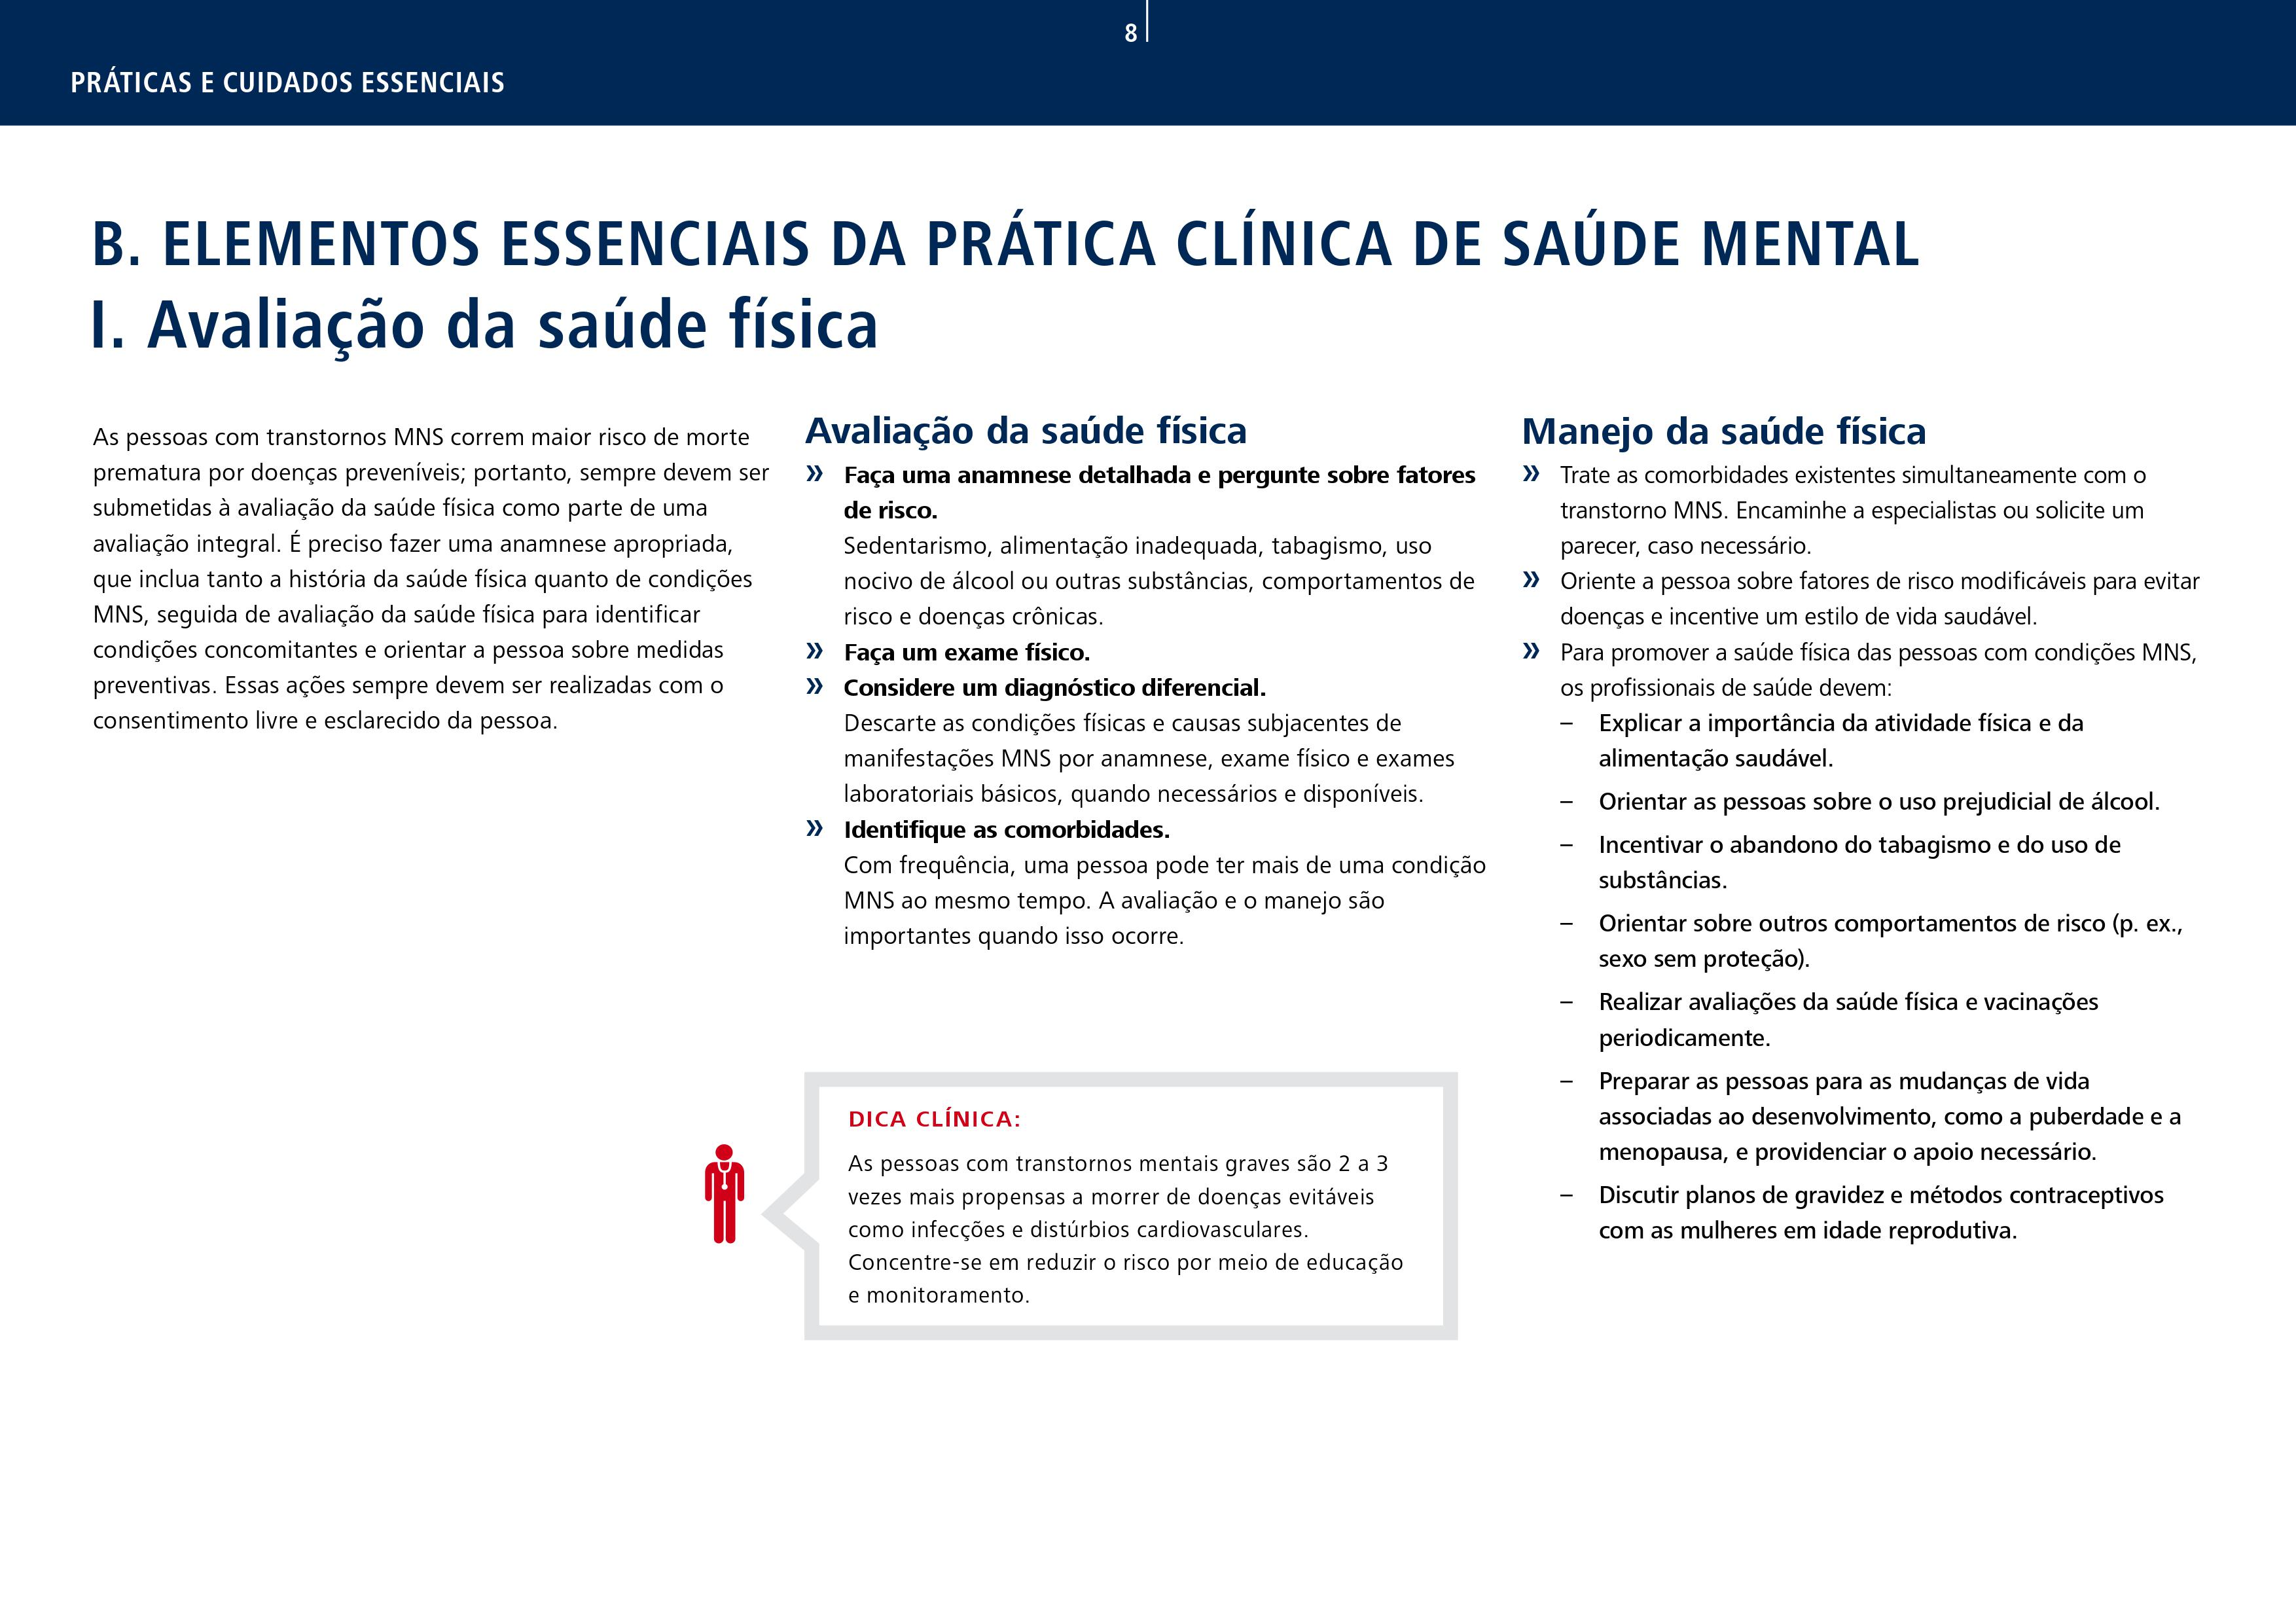 8
PRÁTICAS E CUIDADOS ESSENCIAIS
B. ELEMENTOS ESSENCIAIS DA PRÁTICA CLÍNICA DE SAÚDE MENTAL
I. Avaliação da saúde física
As pessoas com transtornos MNS correm maior risco de morte
prematura por doenças preveníveis; portanto, sempre devem ser
submetidas à avaliação da saúde física como parte de uma
avaliação integral. É preciso fazer uma anamnese apropriada,
que inclua tanto a história da saúde física quanto de condições
MNS, seguida de avaliação da saúde física para identificar
condições concomitantes e orientar a pessoa sobre medidas
preventivas. Essas ações sempre devem ser realizadas com o
consentimento livre e esclarecido da pessoa.
Avaliação da saúde física
» Faça uma anamnese detalhada e pergunte sobre fatores
de risco.
Sedentarismo, alimentação inadequada, tabagismo, uso
nocivo de álcool ou outras substâncias, comportamentos de
risco e doenças crônicas.
» Faça um exame físico.
» Considere um diagnóstico diferencial.
Descarte as condições físicas e causas subjacentes de
manifestações MNS por anamnese, exame físico e exames
laboratoriais básicos, quando necessários e disponíveis.
» Identifique as comorbidades.
Com frequência, uma pessoa pode ter mais de uma condição
MNS ao mesmo tempo. A avaliação e o manejo são
importantes quando isso ocorre.
DICA CLÍNICA:
As pessoas com transtornos mentais graves são 2 a 3
vezes mais propensas a morrer de doenças evitáveis
como infecções e distúrbios cardiovasculares.
Concentre-se em reduzir o risco por meio de educação
e monitoramento.
Manejo da saúde física
» Trate as comorbidades existentes simultaneamente com o
transtorno MNS. Encaminhe a especialistas ou solicite um
parecer, caso necessário.
» Oriente a pessoa sobre fatores de risco modificáveis para evitar
doenças e incentive um estilo de vida saudável.
» Para promover a saúde física das pessoas com condições MNS,
os profissionais de saúde devem:
– Explicar a importância da atividade física e da
alimentação saudável.
– Orientar as pessoas sobre o uso prejudicial de álcool.
– Incentivar o abandono do tabagismo e do uso de
substâncias.
– Orientar sobre outros comportamentos de risco (p. ex.,
sexo sem proteção).
– Realizar avaliações da saúde física e vacinações
periodicamente.
– Preparar as pessoas para as mudanças de vida
associadas ao desenvolvimento, como a puberdade e a
menopausa, e providenciar o apoio necessário.
– Discutir planos de gravidez e métodos contraceptivos
com as mulheres em idade reprodutiva.